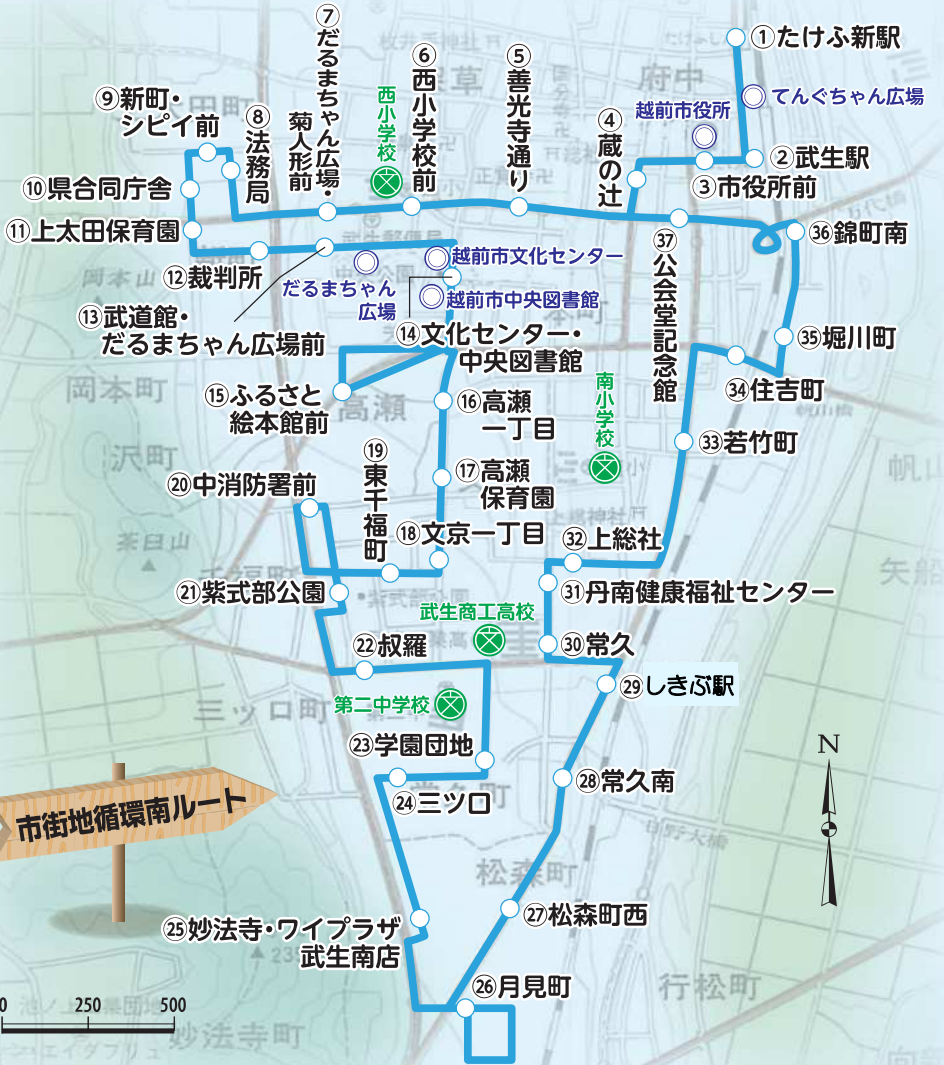 ①たけふ新駅
てんぐちゃん広場
越前市役所
②武生駅
③市役所前
④蔵の辻
⑤善光寺通り
⑥西小学校前
西小学校
⑦だるまちゃん広場・
菊人形前
⑧法務局
⑨新町・
シピイ前
⑩県合同庁舎
⑪上太田保育園
⑫裁判所
⑬武道館・
だるまちゃん広場前
だるまちゃん
広場
越前市文化センター
越前市中央図書館
⑭文化センター・
中央図書館
⑮ふるさと
絵本館前
⑯高瀬
一丁目
⑰高瀬
保育園
⑱文京一丁目
⑲東千福町
⑳中消防署前
㉑紫式部公園
㉒叔羅
武生商工高校
第二中学校
㉓学園団地
㉔三ツ口
㉕妙法寺・ワイプラザ
武生南店
㉖月見町
㉗松森町西
㉘常久南
㉙しきぶ駅
㉚常久
㉛丹南健康福祉センター
㉜上総社
南小学校
㉝若竹町
㉞住吉町
㉟堀川町
㊱錦町南
㊲公会堂記念館
市街地循環南ルート
N
0 250 500
府中
岡本町
沢町
高瀬
茶臼山
岡本山
三ツ口町
松森町
行松町
妙法寺町
日野大橋